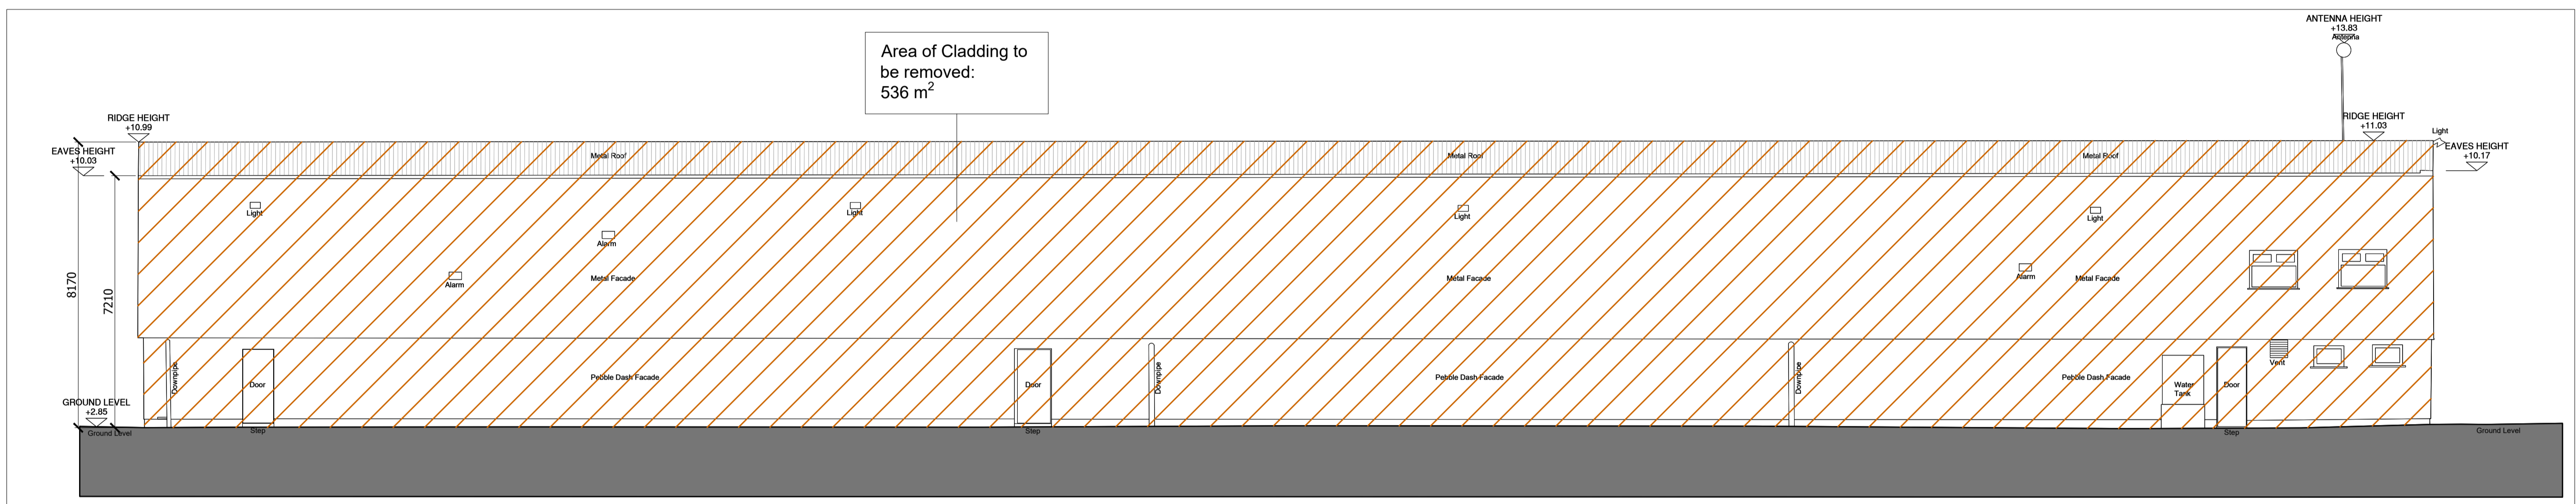 ANTENNA HEIGHT
+13.83
Antenna
Area of Cladding to
be removed:
536 m²
RIDGE HEIGHT
+10.99
RIDGE HEIGHT
+11.03
Light
EAVES HEIGHT
+10.03
EAVES HEIGHT
+10.17
Metal Roof
Metal Roof
Metal Roof
Light
Light
Light
Light
Alarm
Alarm
Alarm
Metal Facade
Metal Facade
Metal Facade
8170
7210
Downpipe
Door
Pebble Dash Facade
Door
Downpipe
Pebble Dash Facade
Downpipe
Pebble Dash Facade
Water
Tank
Door
Vent
GROUND LEVEL
+2.85
Ground Level
Step
Step
Step
Ground Level